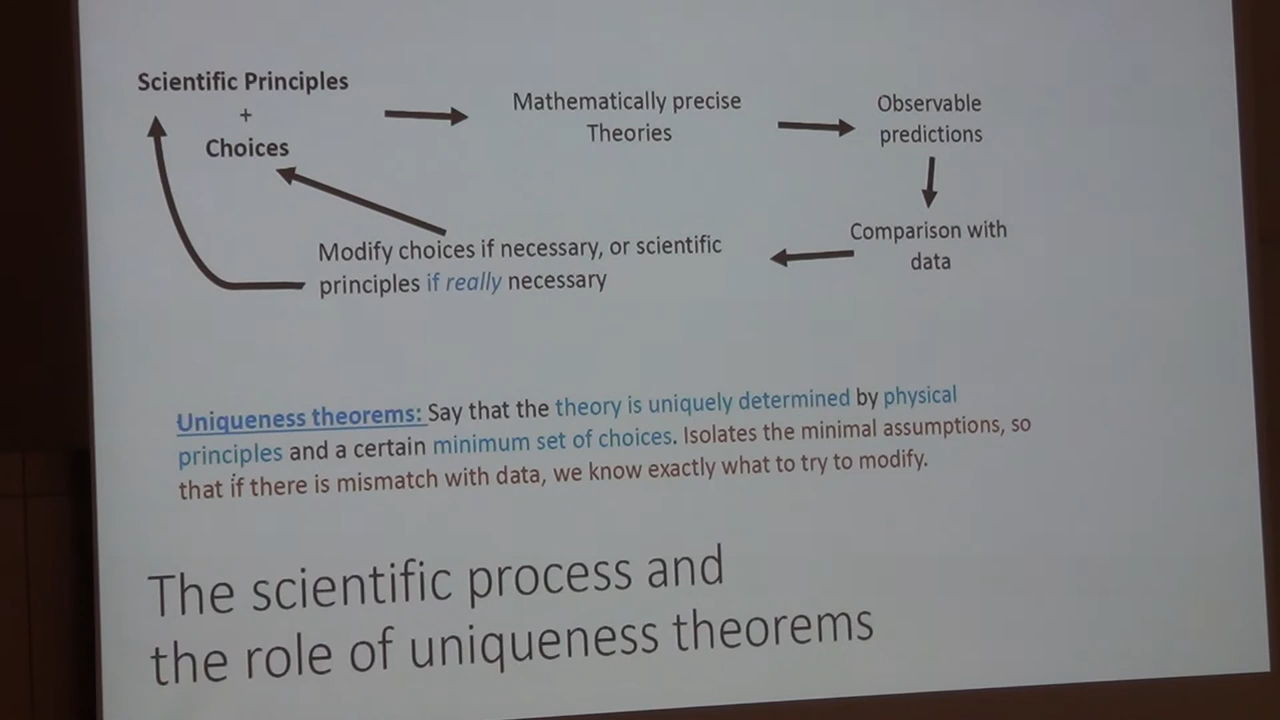 Scientific Principles
+
Choices
Mathematically precise
Theories
Observable
predictions
Comparison with
data
Modify choices if necessary, or scientific
principles if really necessary
Uniqueness theorems: Say that the theory is uniquely determined by physical
principles and a certain minimum set of choices. Isolates the minimal assumptions, so
that if there is mismatch with data, we know exactly what to try to modify.
The scientific process and
the role of uniqueness theorems